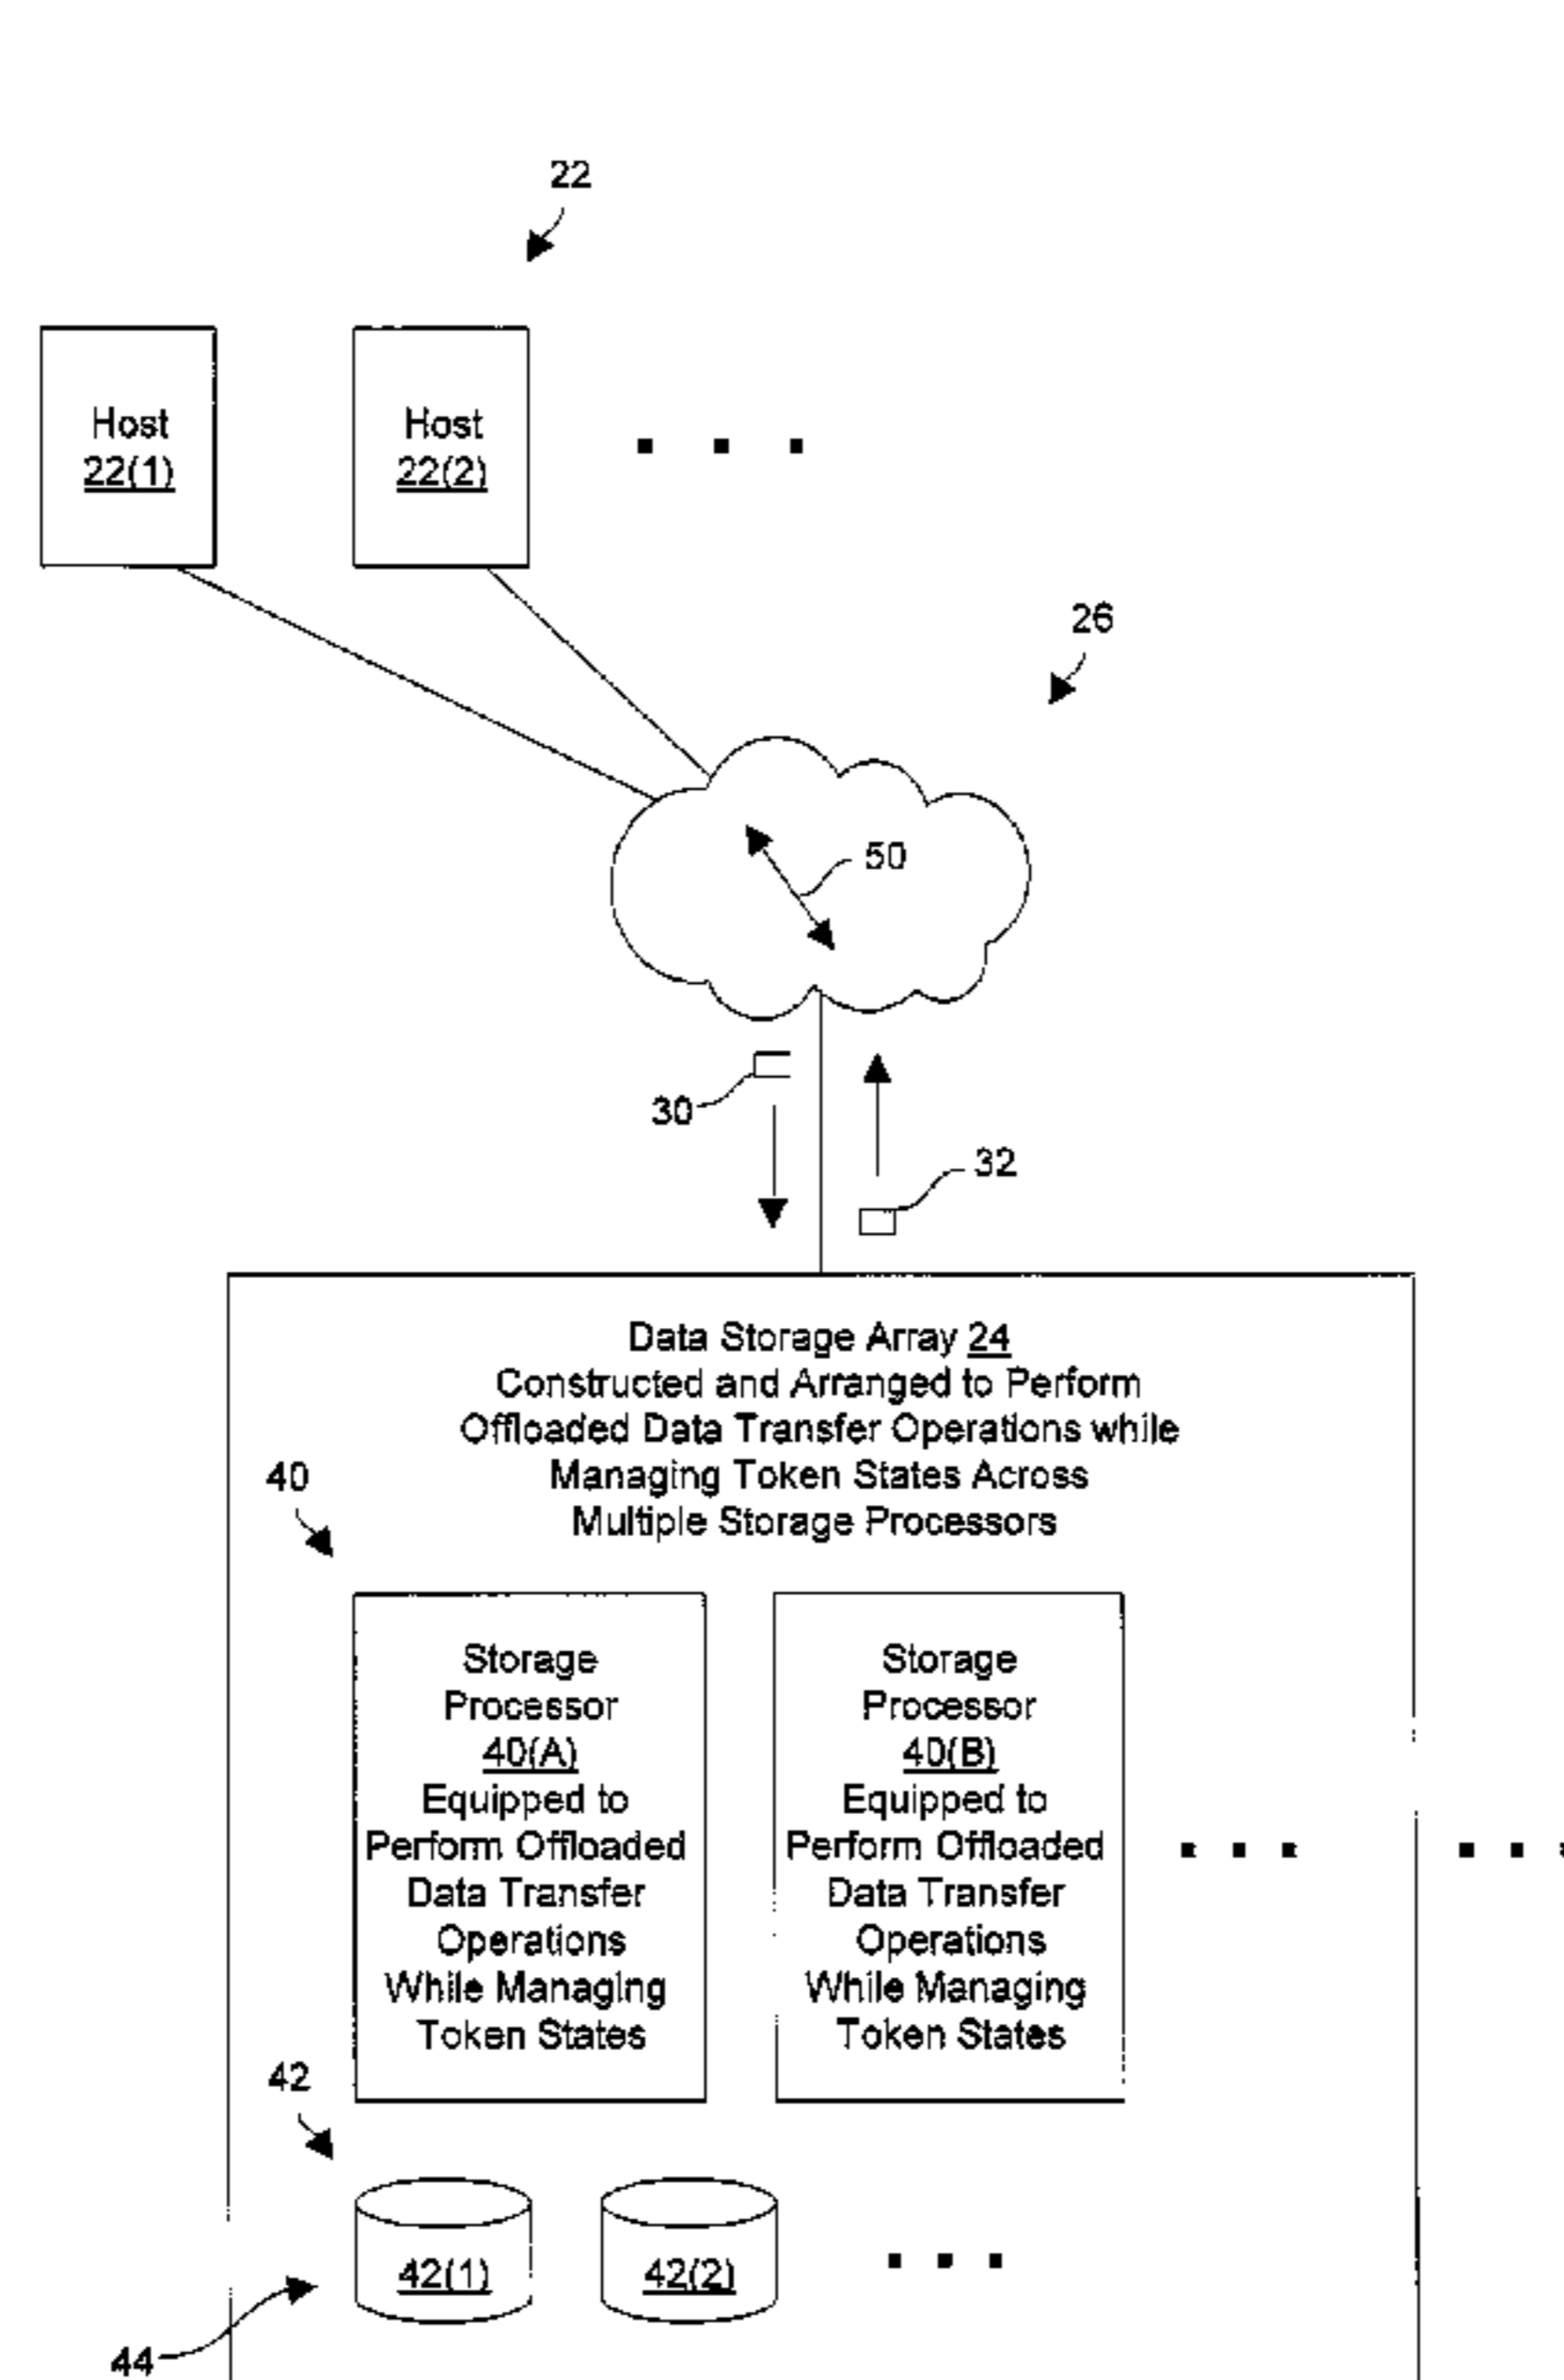 22
Host
22(1)
Host
22(2)
26
50
30
32
Data Storage Array 24
Constructed and Arranged to Perform
Offloaded Data Transfer Operations while
Managing Token States Across
Multiple Storage Processors
40
Storage
Processor
40(A)
Equipped to
Perform Offloaded
Data Transfer
Operations
While Managing
Token States
Storage
Processor
40(B)
Equipped to
Perform Offloaded
Data Transfer
Operations
While Managing
Token States
42
42(1)
42(2)
44